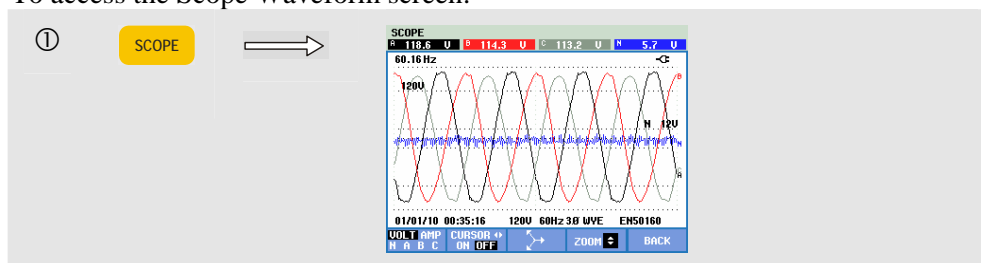 To access the Scope Waveform screen:
①
SCOPE
SCOPE
A 118.6 V B 114.3 V C 113.2 V N 5.7 V
60.16 Hz
120V
B
N 12V
N
A
01/01/10 00:35:16 120V 60Hz 3.0 WYE EN50160
VOLT AMP CURSOR ZOOM BACK
N A B C ON OFF